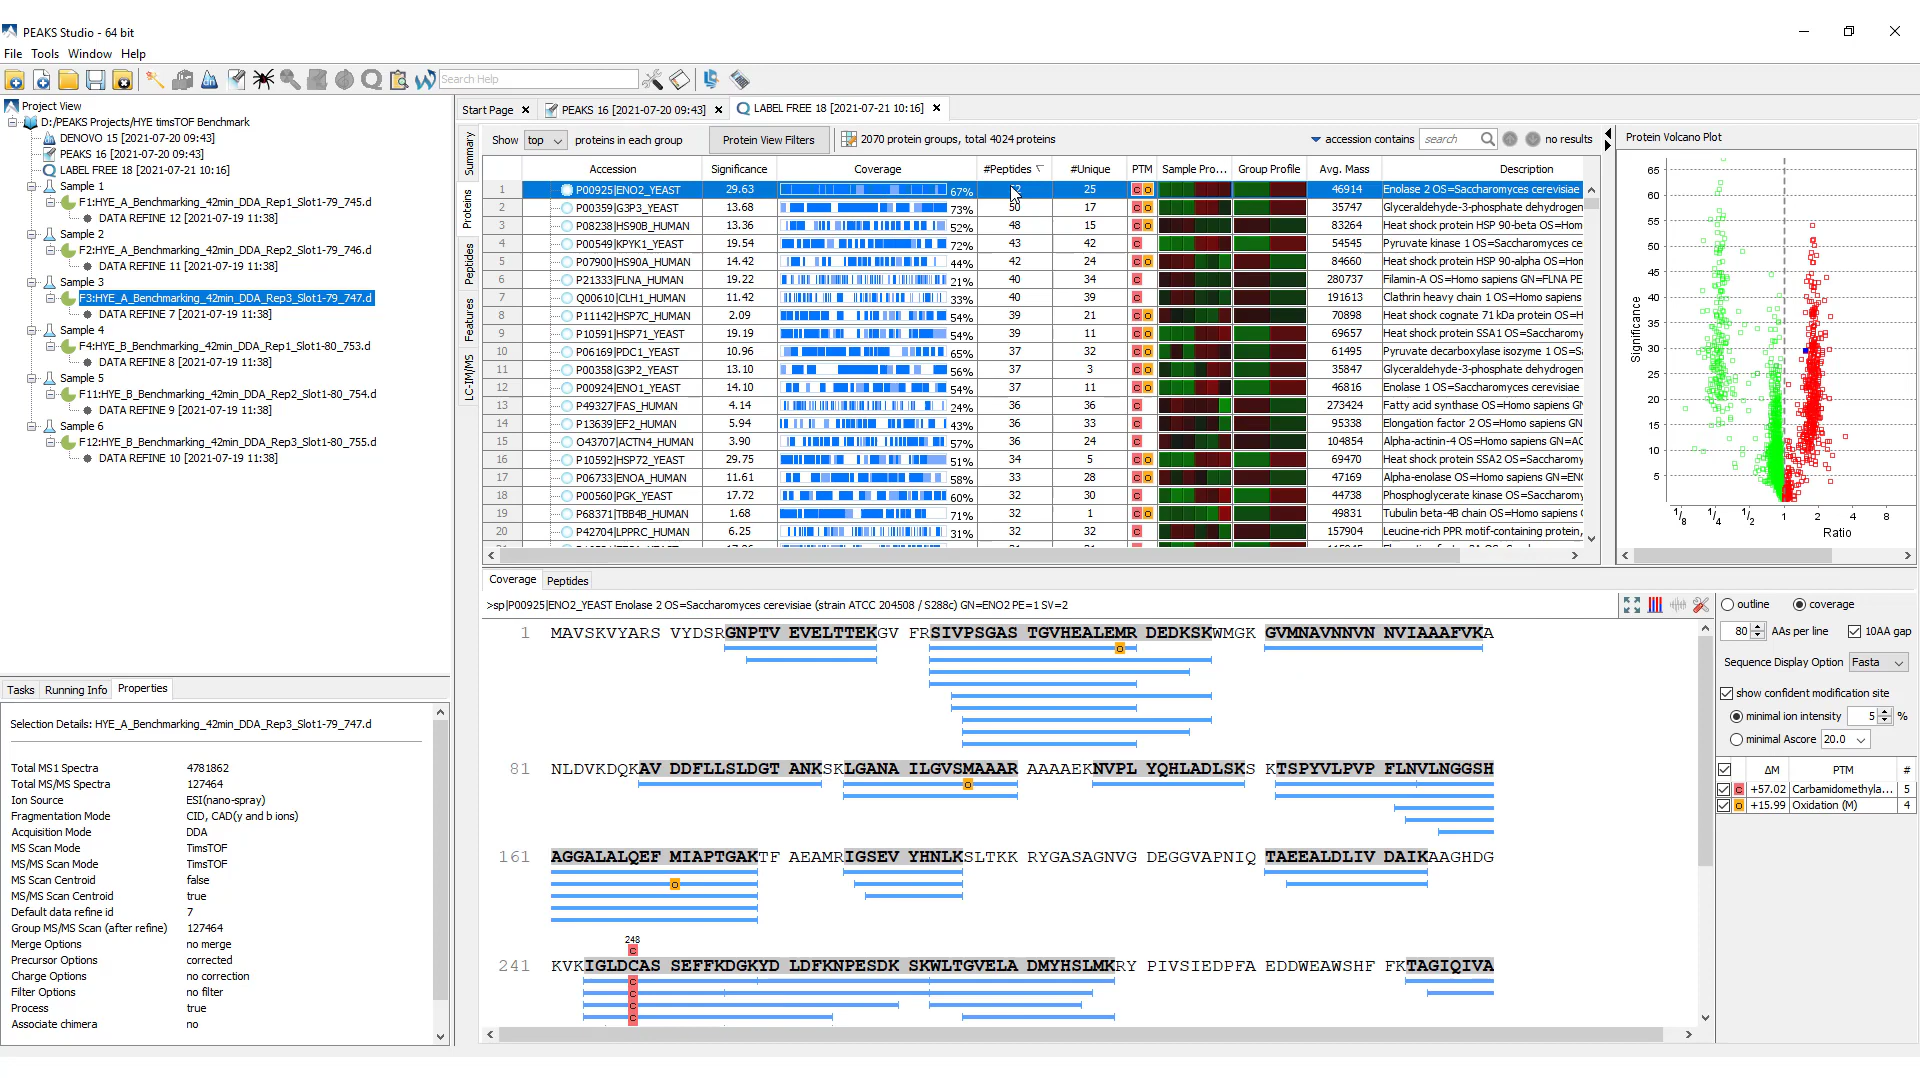 PEAKS Studio - 64 bit
File Tools Window Help
Search Help
Project View
D:/PEAKS Projects/HYE timsTOF Benchmark
DENOVO 15 [2021-07-20 09:43]
PEAKS 16 [2021-07-20 09:43]
LABEL FREE 18 [2021-07-21 10:16]
Sample 1
F1:HYE_A_Benchmarking_42min_DDA_Rep1_Slot1-79_745.d
DATA REFINE 12 [2021-07-19 11:38]
Sample 2
F2:HYE_A_Benchmarking_42min_DDA_Rep2_Slot1-79_746.d
DATA REFINE 11 [2021-07-19 11:38]
Sample 3
F3:HYE_A_Benchmarking_42min_DDA_Rep3_Slot1-79_747.d
DATA REFINE 7 [2021-07-19 11:38]
Sample 4
F4:HYE_B_Benchmarking_42min_DDA_Rep1_Slot1-80_753.d
DATA REFINE 8 [2021-07-19 11:38]
Sample 5
F11:HYE_B_Benchmarking_42min_DDA_Rep2_Slot1-80_754.d
DATA REFINE 9 [2021-07-19 11:38]
Sample 6
F12:HYE_B_Benchmarking_42min_DDA_Rep3_Slot1-80_755.d
DATA REFINE 10 [2021-07-19 11:38]
Tasks Running Info Properties
Selection Details: HYE_A_Benchmarking_42min_DDA_Rep3_Slot1-79_747.d
Total MS1 Spectra 4781862
Total MS/MS Spectra 127464
Ion Source ESI(nano-spray)
Fragmentation Mode CID, CAD(y and b ions)
Acquisition Mode DDA
MS Scan Mode TimsTOF
MS/MS Scan Mode TimsTOF
MS Scan Centroid false
MS/MS Scan Centroid true
Default data refine id 7
Group MS/MS Scan (after refine) 127464
Merge Options no merge
Precursor Options corrected
Charge Options no correction
Filter Options no filter
Process true
Associate chimera no
Start Page PEAKS 16 [2021-07-20 09:43] LABEL FREE 18 [2021-07-21 10:16]
Summary
Proteins
Peptides
Features
LC-IM/MS
Show top proteins in each group Protein View Filters 2070 protein groups, total 4024 proteins accession contains search no results
Accession Significance Coverage #Peptides #Unique PTM Sample Pro... Group Profile Avg. Mass Description
1 P00925|ENO2_YEAST 29.63 67% 25 C O 46914 Enolase 2 OS=Saccharomyces cerevisiae
2 P00359|G3P3_YEAST 13.68 73% 50 17 C O 35747 Glyceraldehyde-3-phosphate dehydrogen
3 P08238|HS90B_HUMAN 13.36 52% 48 15 C O 83264 Heat shock protein HSP 90-beta OS=Hom
4 P00549|KPYK1_YEAST 19.54 72% 43 42 C 54545 Pyruvate kinase 1 OS=Saccharomyces ce
5 P07900|HS90A_HUMAN 14.42 44% 42 24 C O 84660 Heat shock protein HSP 90-alpha OS=Hom
6 P21333|FLNA_HUMAN 19.22 21% 40 34 C 280737 Filamin-A OS=Homo sapiens GN=FLNA PE
7 Q00610|CLH1_HUMAN 11.42 33% 40 39 C 191613 Clathrin heavy chain 1 OS=Homo sapiens
8 P11142|HSP7C_HUMAN 2.09 54% 39 21 C O 70898 Heat shock cognate 71 kDa protein OS=H
9 P10591|HSP71_YEAST 19.19 54% 39 11 C O 69657 Heat shock protein SSA1 OS=Saccharomy
10 P06169|PDC1_YEAST 10.96 65% 37 32 C O 61495 Pyruvate decarboxylase isozyme 1 OS=S
11 P00358|G3P2_YEAST 13.10 56% 37 3 C O 35847 Glyceraldehyde-3-phosphate dehydrogen
12 P00924|ENO1_YEAST 14.10 54% 37 11 C O 46816 Enolase 1 OS=Saccharomyces cerevisiae
13 P49327|FAS_HUMAN 4.14 24% 36 36 C 273424 Fatty acid synthase OS=Homo sapiens GN
14 P13639|EF2_HUMAN 5.94 43% 36 33 C 95338 Elongation factor 2 OS=Homo sapiens GN
15 O43707|ACTN4_HUMAN 3.90 57% 36 24 C 104854 Alpha-actinin-4 OS=Homo sapiens GN=AC
16 P10592|HSP72_YEAST 29.75 51% 34 5 C O 69470 Heat shock protein SSA2 OS=Saccharomy
17 P06733|ENOA_HUMAN 11.61 58% 33 28 C O 47169 Alpha-enolase OS=Homo sapiens GN=ENO
18 P00560|PGK_YEAST 17.72 60% 32 30 C 44738 Phosphoglycerate kinase OS=Saccharomy
19 P68371|TBB4B_HUMAN 1.68 71% 32 1 C O 49831 Tubulin beta-4B chain OS=Homo sapiens
20 P42704|LPPRC_HUMAN 6.25 31% 32 32 C 157904 Leucine-rich PPR motif-containing protein,
Protein Volcano Plot
65
60
55
50
45
40
35
30
25
20
15
10
5
Significance
1/8 1/4 1/2 1 2 4 8
Ratio
Coverage Peptides
>sp|P00925|ENO2_YEAST Enolase 2 OS=Saccharomyces cerevisiae (strain ATCC 204508 / S288c) GN=ENO2 PE=1 SV=2
1 MAVSKVYARS VYDSRGNPTV EVELTTEKGV FRSIVPSGAS TGVHEALEMR DEDKSKWMGK GVMNAVNNVN NVIAAAFVKA
o
81 NLDVKDQKAV DDFLLSLDGT ANKSKLGANA ILGVSMAAAR AAAAEKNVPL YQHLADLSKS KTSPYVLPVP FLNVLNGGSH
o
161 AGGALALQEF MIAPTGAKTF AEAMRIGSEV YHNLKSLTKK RYGASAGNVG DEGGVAPNIQ TAEEALDLIV DAIKAAGHDG
o
248
c
241 KVKIGLDCAS SEFFKDGKYD LDFKNPESDK SKWLTGVELA DMYHSLMKRY PIVSIEDPFA EDDWEAWSHF FKTAGIQIVA
c
c
c
c
outline coverage
80 AAs per line 10AA gap
Sequence Display Option Fasta
show confident modification site
minimal ion intensity 5 %
minimal Ascore 20.0
ΔM PTM #
C +57.02 Carbamidomethyla... 5
O +15.99 Oxidation (M) 4